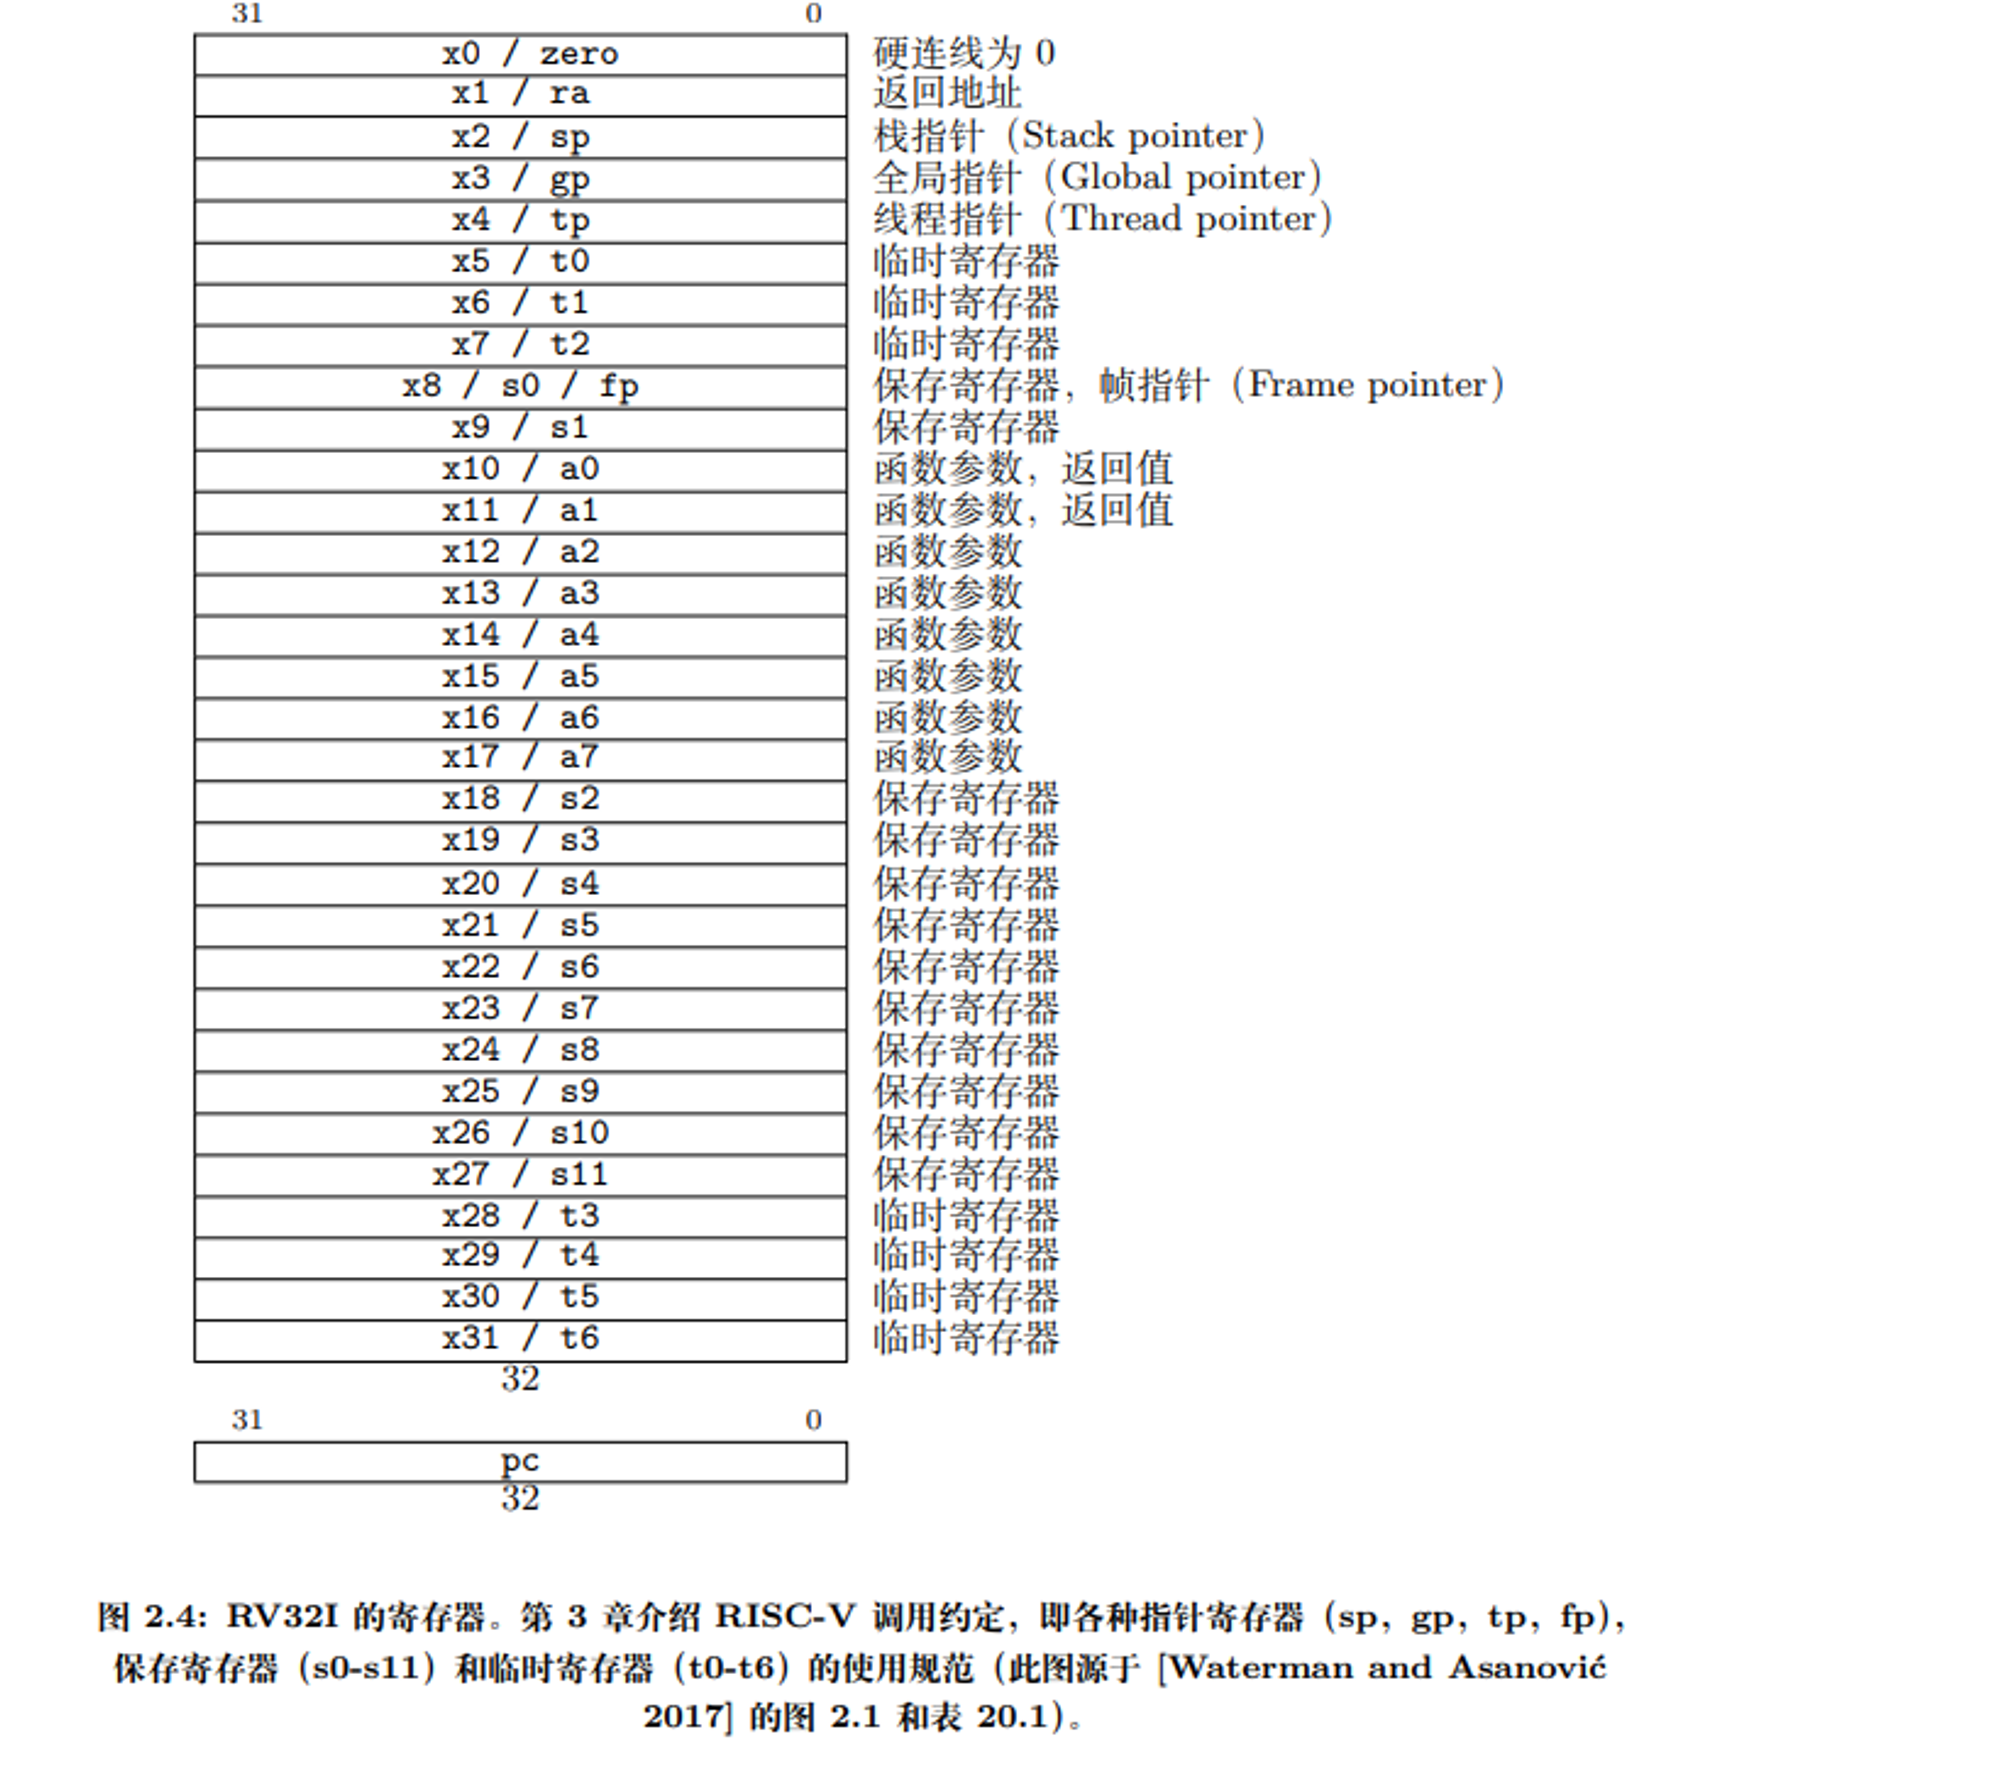 31 0
x0 / zero 硬连线为 0
x1 / ra 返回地址
x2 / sp 栈指针（Stack pointer）
x3 / gp 全局指针（Global pointer）
x4 / tp 线程指针（Thread pointer）
x5 / t0 临时寄存器
x6 / t1 临时寄存器
x7 / t2 临时寄存器
x8 / s0 / fp 保存寄存器，帧指针（Frame pointer）
x9 / s1 保存寄存器
x10 / a0 函数参数，返回值
x11 / a1 函数参数，返回值
x12 / a2 函数参数
x13 / a3 函数参数
x14 / a4 函数参数
x15 / a5 函数参数
x16 / a6 函数参数
x17 / a7 函数参数
x18 / s2 保存寄存器
x19 / s3 保存寄存器
x20 / s4 保存寄存器
x21 / s5 保存寄存器
x22 / s6 保存寄存器
x23 / s7 保存寄存器
x24 / s8 保存寄存器
x25 / s9 保存寄存器
x26 / s10 保存寄存器
x27 / s11 保存寄存器
x28 / t3 临时寄存器
x29 / t4 临时寄存器
x30 / t5 临时寄存器
x31 / t6 临时寄存器
32
31 0
pc
32
图 2.4: RV32I 的寄存器。第 3 章介绍 RISC-V 调用约定，即各种指针寄存器（sp，gp，tp，fp），
保存寄存器（s0-s11）和临时寄存器（t0-t6）的使用规范（此图源于 [Waterman and Asanović
2017] 的图 2.1 和表 20.1）。